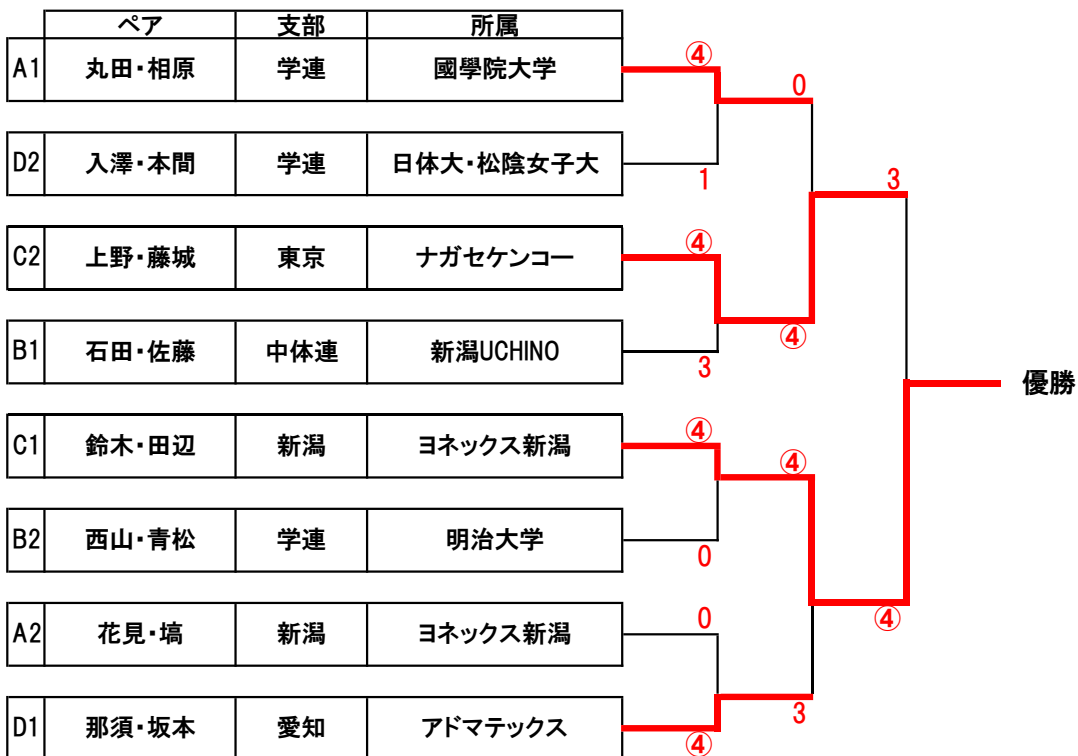 ペア 支部 所属
A1 丸田・相原 学連 國學院大学 ④
0
D2 入澤・本間 学連 日体大・松陰女子大 1
3
C2 上野・藤城 東京 ナガセケンコー ④
④
B1 石田・佐藤 中体連 新潟UCHINO 3
優勝
C1 鈴木・田辺 新潟 ヨネックス新潟 ④
④
B2 西山・青松 学連 明治大学 0
A2 花見・塙 新潟 ヨネックス新潟 0
④
D1 那須・坂本 愛知 アドマテックス ④
3